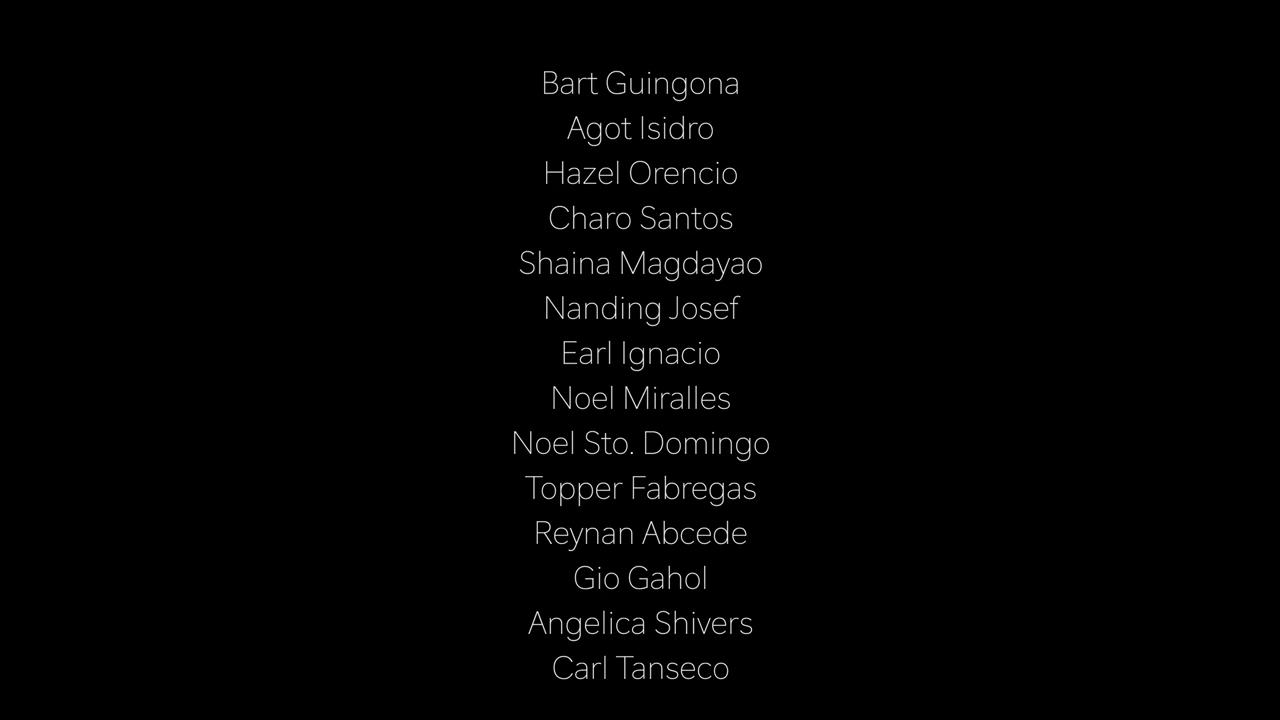 Bart Guingona
Agot Isidro
Hazel Orencio
Charo Santos
Shaina Magdayao
Nanding Josef
Earl Ignacio
Noel Miralles
Noel Sto. Domingo
Topper Fabregas
Reynan Abcede
Gio Gahol
Angelica Shivers
Carl Tanseco